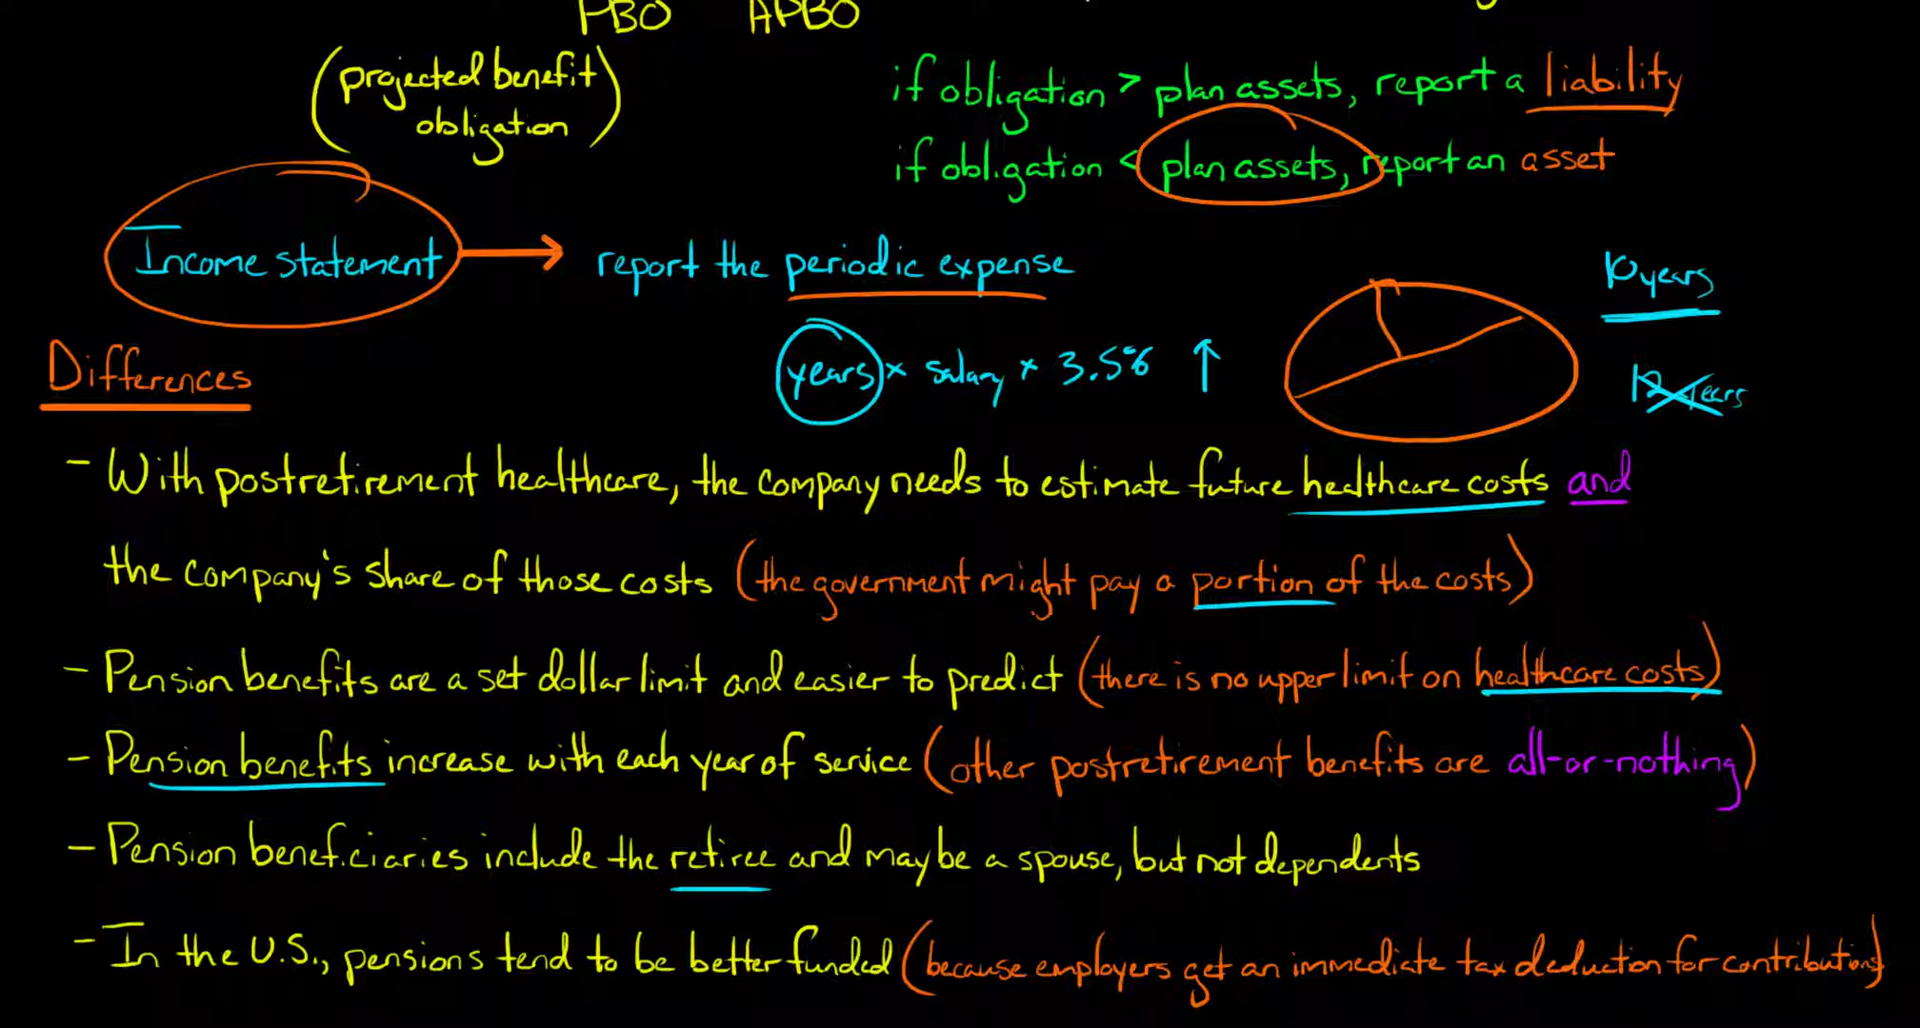 PBO APBO
(projected benefit
obligation)
if obligation > plan assets, report a liability
if obligation < plan assets, report an asset
Income statement → report the periodic expense
10 years
Differences
years × salary × 3.5% ↑
12 years
- With postretirement healthcare, the company needs to estimate future healthcare costs and
the company's share of those costs (the government might pay a portion of the costs)
- Pension benefits are a set dollar limit and easier to predict (there is no upper limit on healthcare costs)
- Pension benefits increase with each year of service (other postretirement benefits are all-or-nothing)
- Pension beneficiaries include the retiree and maybe a spouse, but not dependents
- In the U.S., pensions tend to be better funded (because employers get an immediate tax deduction for contributions)